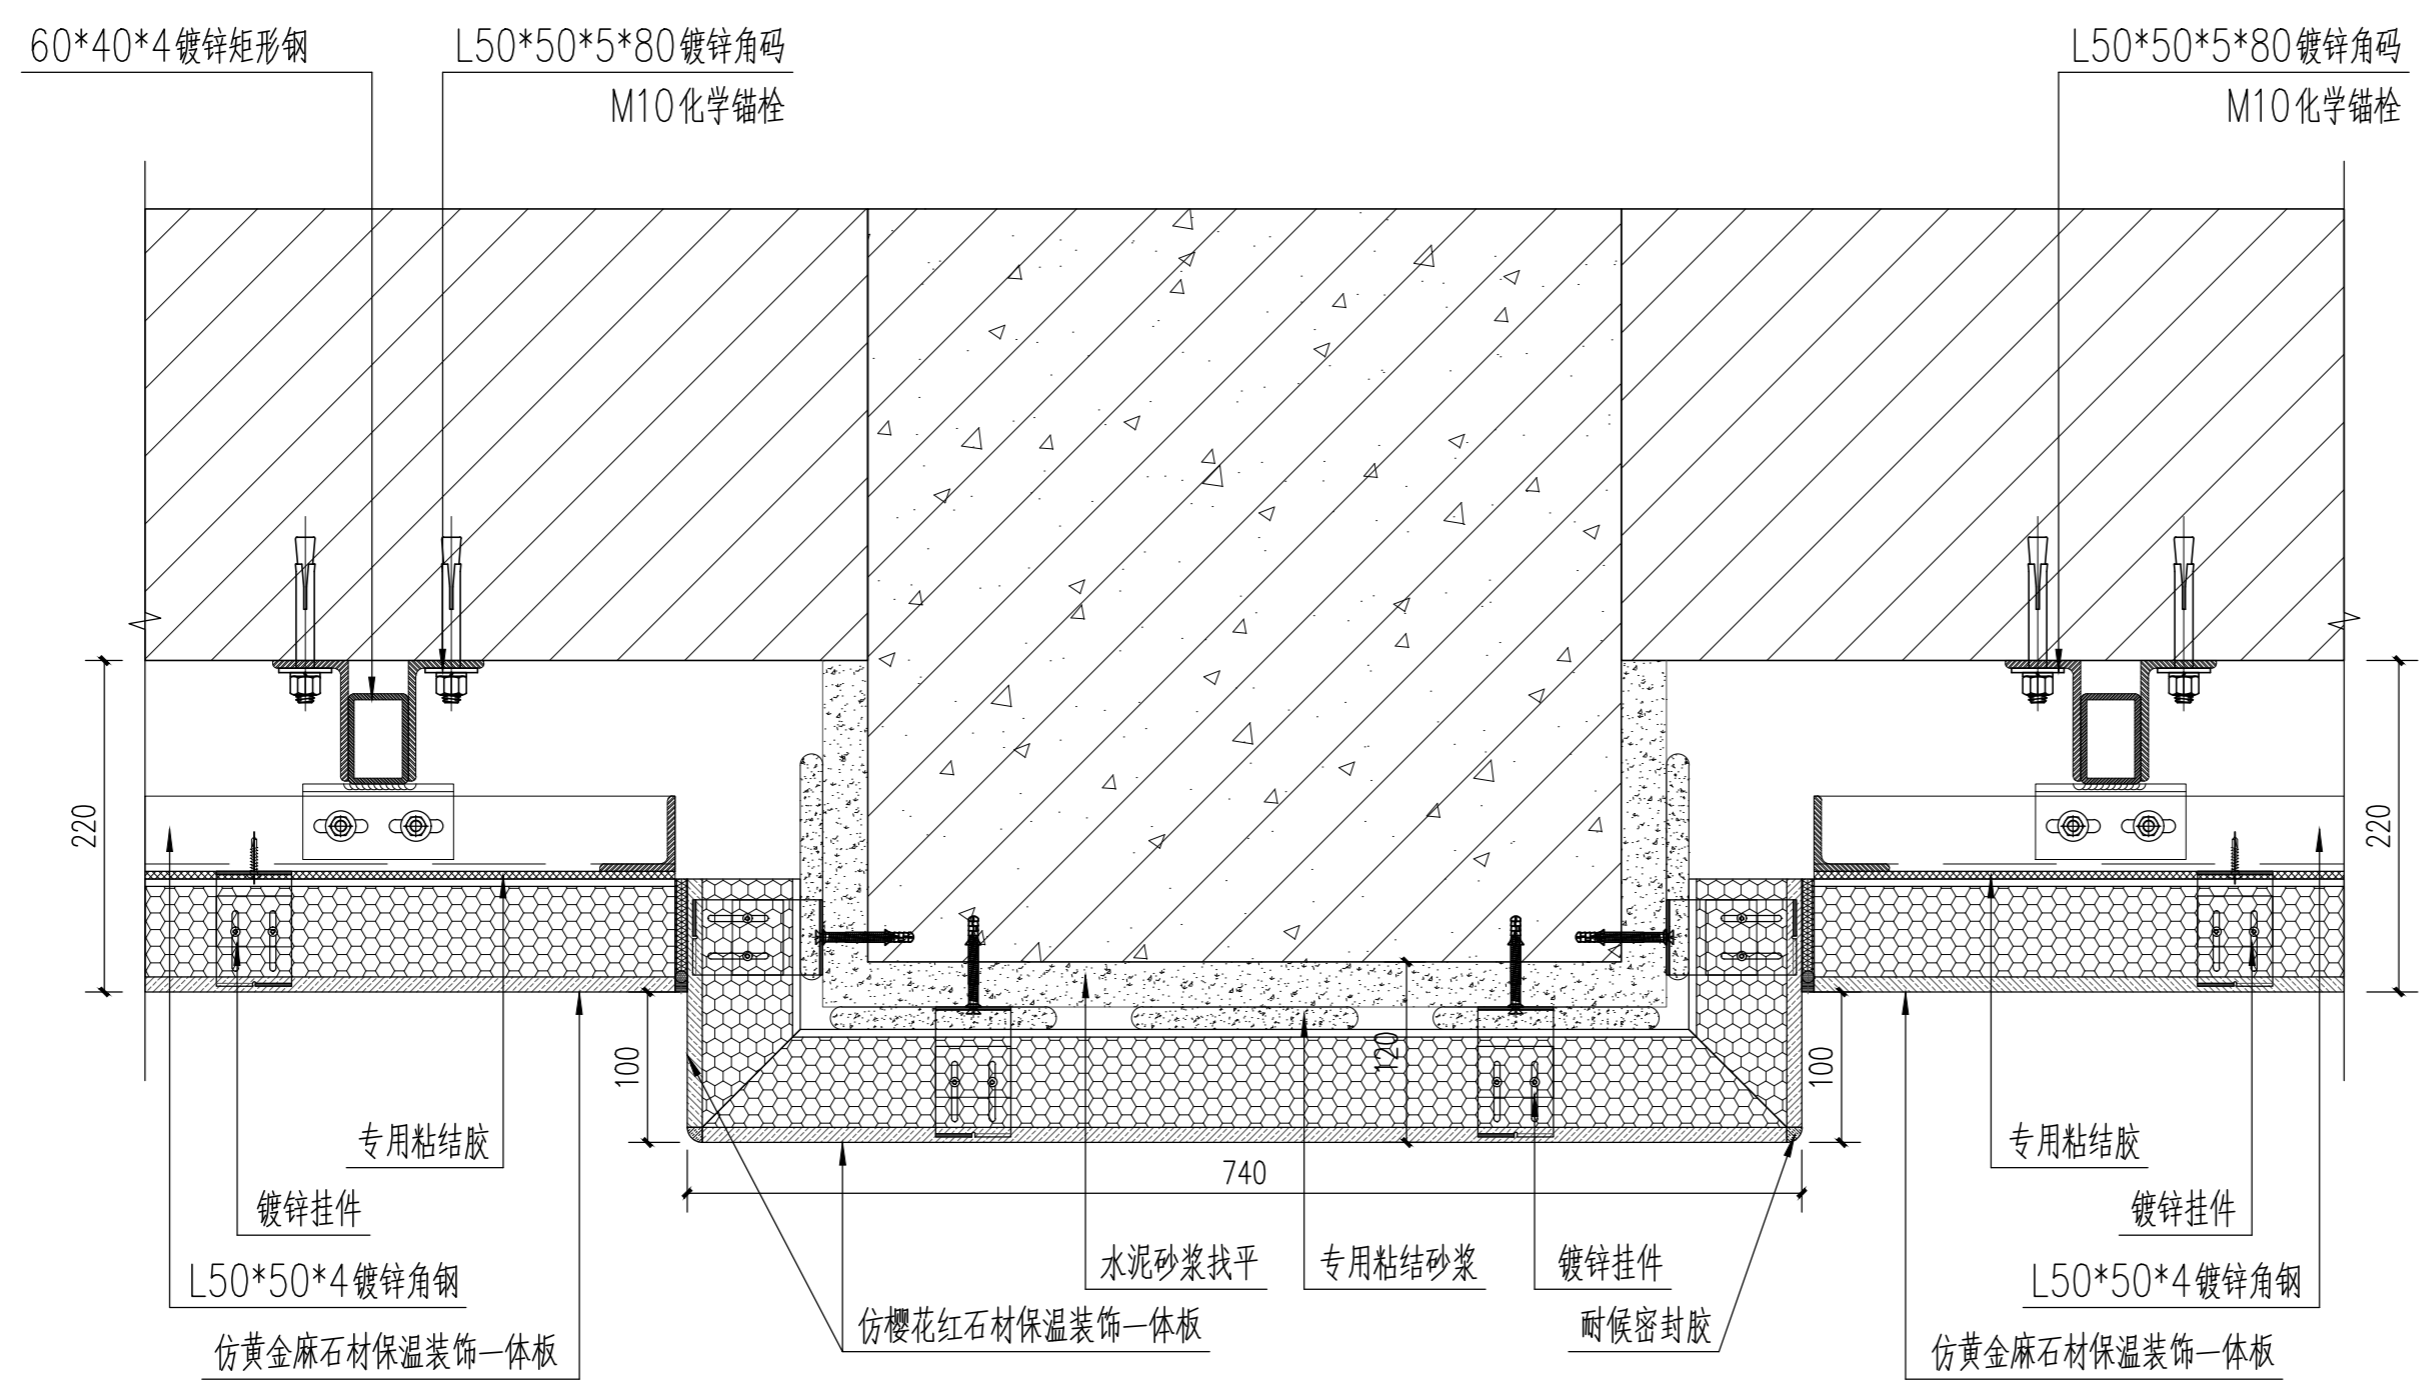 60*40*4镀锌矩形钢
L50*50*5*80镀锌角码
M10化学锚栓
L50*50*5*80镀锌角码
M10化学锚栓
220
220
100
120
100
740
专用粘结胶
镀锌挂件
L50*50*4镀锌角钢
仿黄金麻石材保温装饰一体板
水泥砂浆找平
专用粘结砂浆
镀锌挂件
仿樱花红石材保温装饰一体板
耐候密封胶
专用粘结胶
镀锌挂件
L50*50*4镀锌角钢
仿黄金麻石材保温装饰一体板